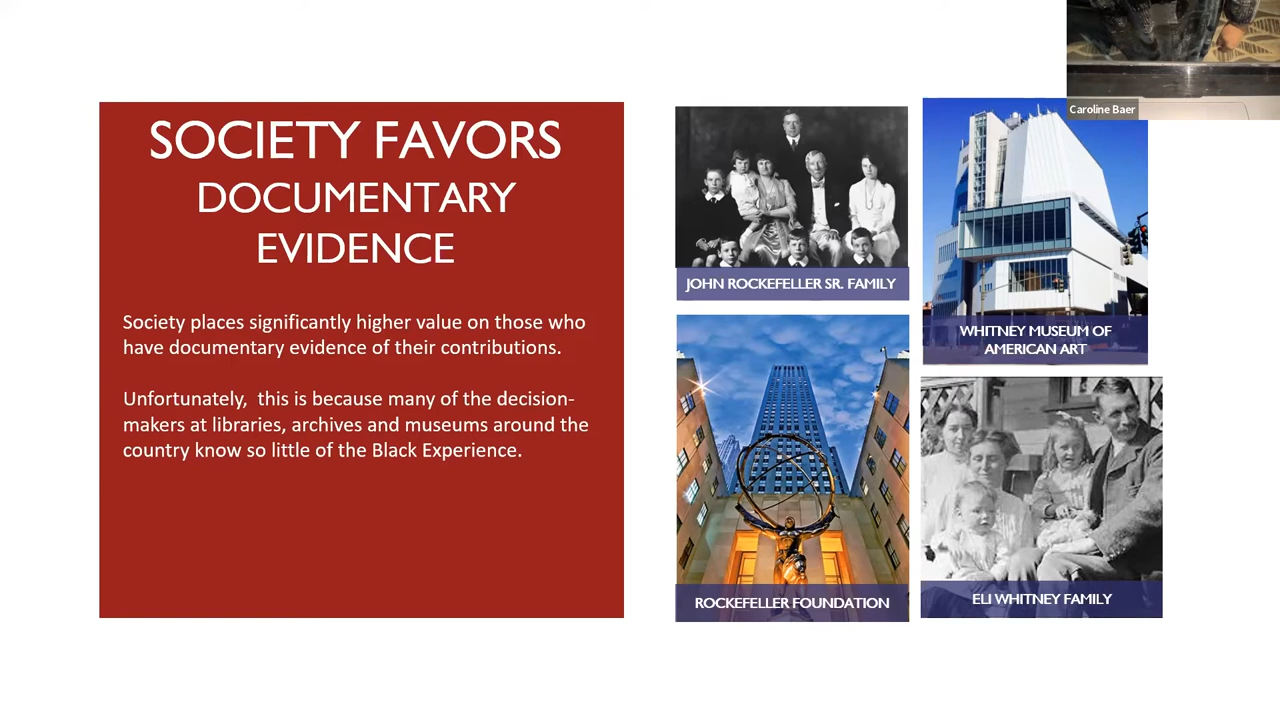 SOCIETY FAVORS
DOCUMENTARY
EVIDENCE
Society places significantly higher value on those who
have documentary evidence of their contributions.
Unfortunately,  this is because many of the decision-
makers at libraries, archives and museums around the
country know so little of the Black Experience.
JOHN ROCKEFELLER SR. FAMILY
ROCKEFELLER FOUNDATION
Caroline Baer
WHITNEY MUSEUM OF
AMERICAN ART
ELI WHITNEY FAMILY